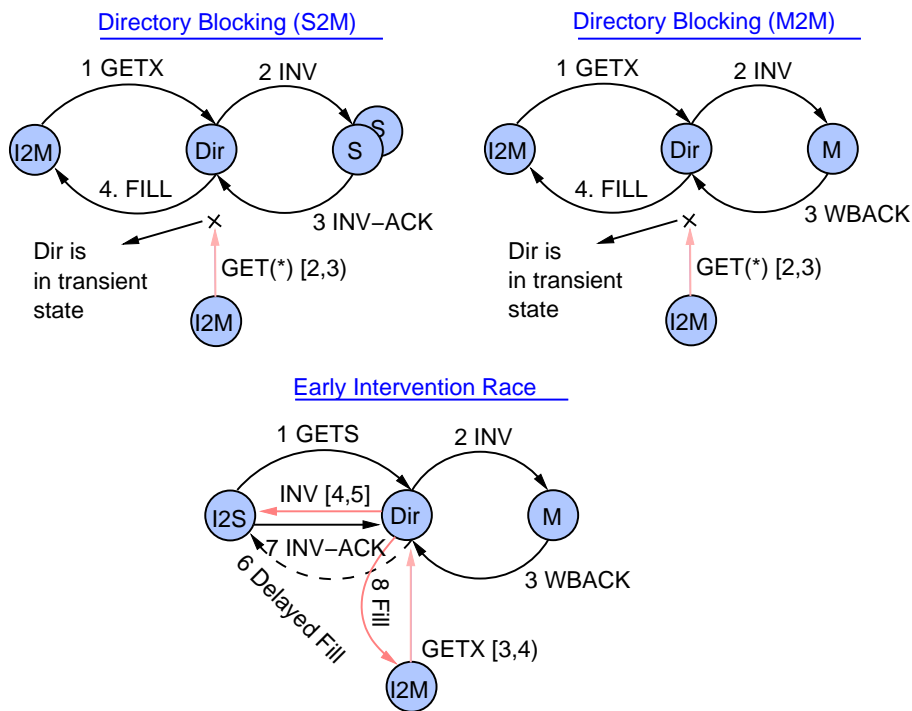 Directory Blocking (S2M)
1 GETX
2 INV
I2M
Dir
S
S
4. FILL
3 INV−ACK
Dir is
in transient
state
GET(*) [2,3)
I2M
Directory Blocking (M2M)
1 GETX
2 INV
I2M
Dir
M
4. FILL
3 WBACK
Dir is
in transient
state
GET(*) [2,3)
I2M
Early Intervention Race
1 GETS
2 INV
INV [4,5]
I2S
Dir
M
7 INV−ACK
6 Delayed Fill
8 Fill
3 WBACK
GETX [3,4)
I2M